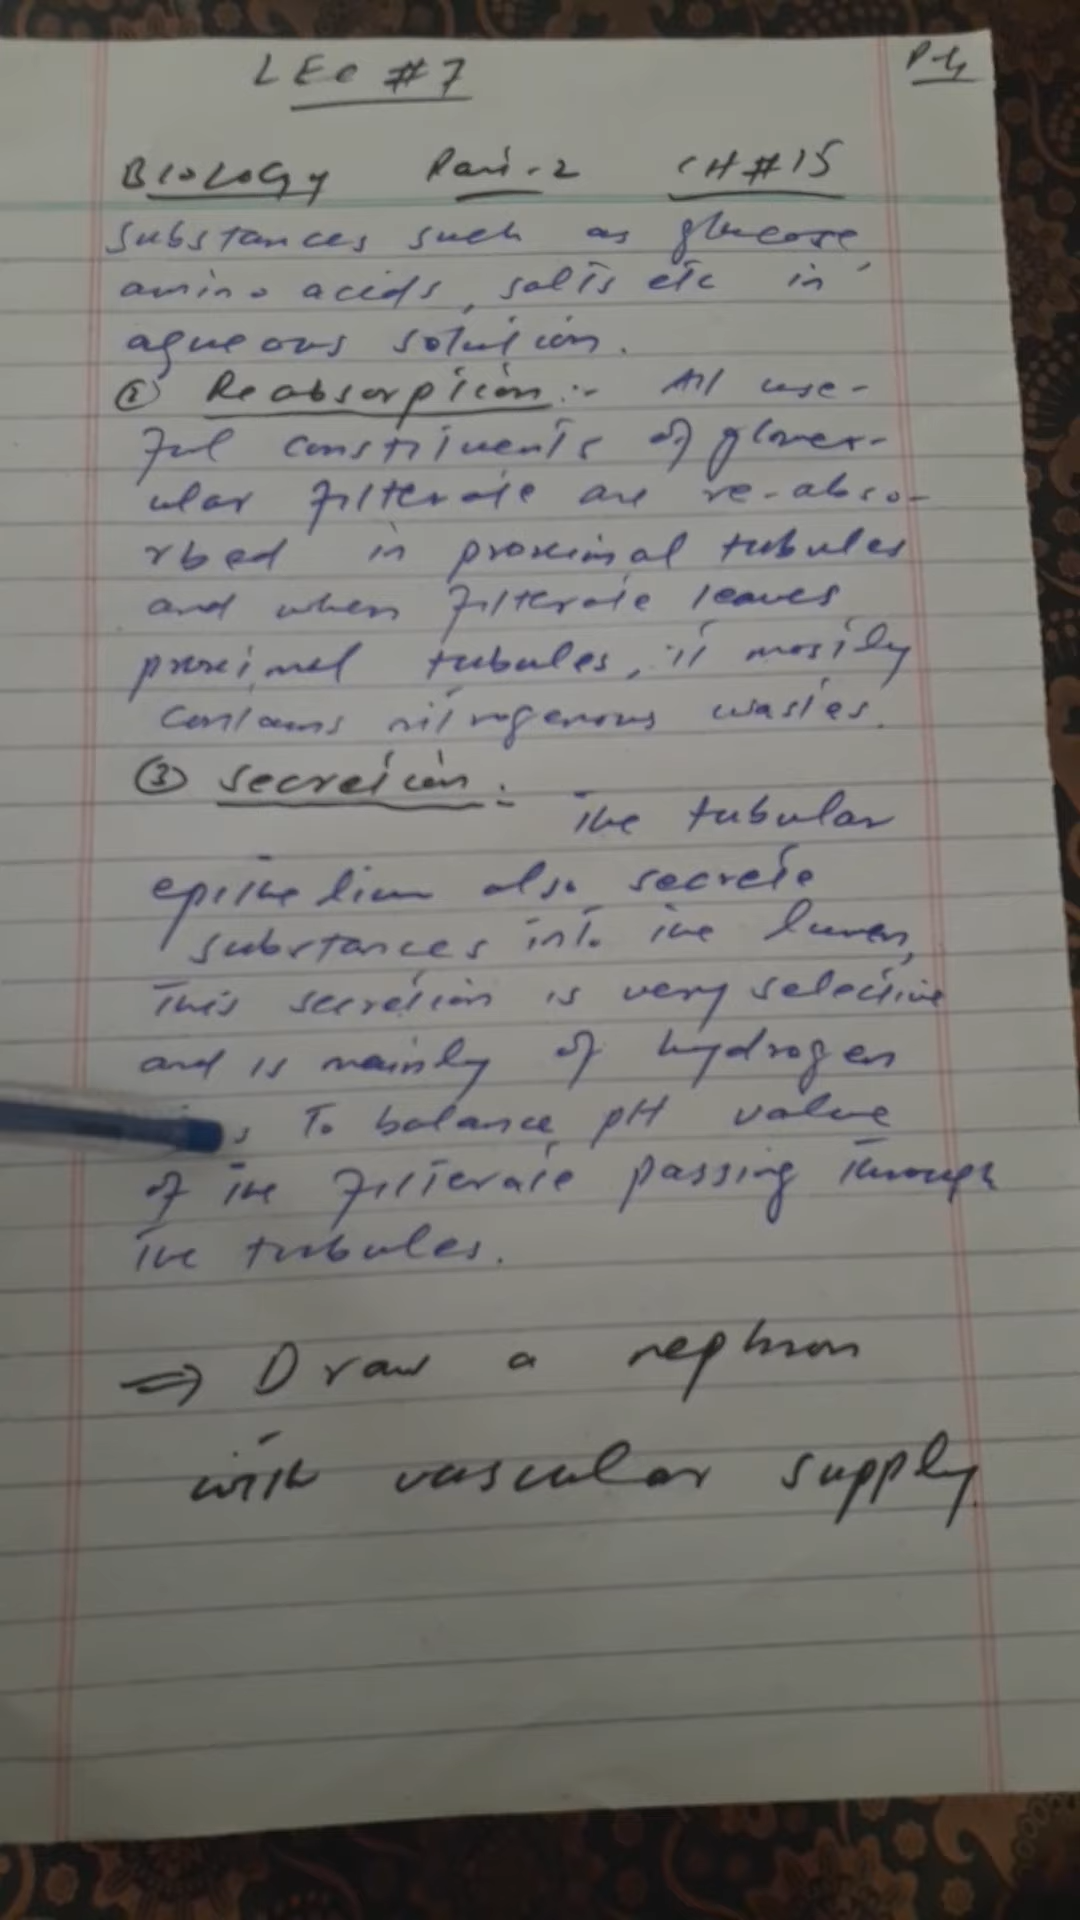 LEC #7
P-4
BIOLOGY Part-2 CH#15
substances such as glucose,
amino acids, salts etc in
aqueous solution.
② Reabsorption:- All use-
ful constituents of glomer-
ular filterate are re-abso-
rbed in proximal tubules
and when filterate leaves
proximal tubules, it mostly
contains nitrogenous wastes.
③ secretion:-
The tubular
epithelium also secrete
substances into the lumen,
This secretion is very selective
and is mainly of hydrogen
To balance pH value
of the filterate passing through
the tubules.
⇒ Draw a nephron
with vascular supply